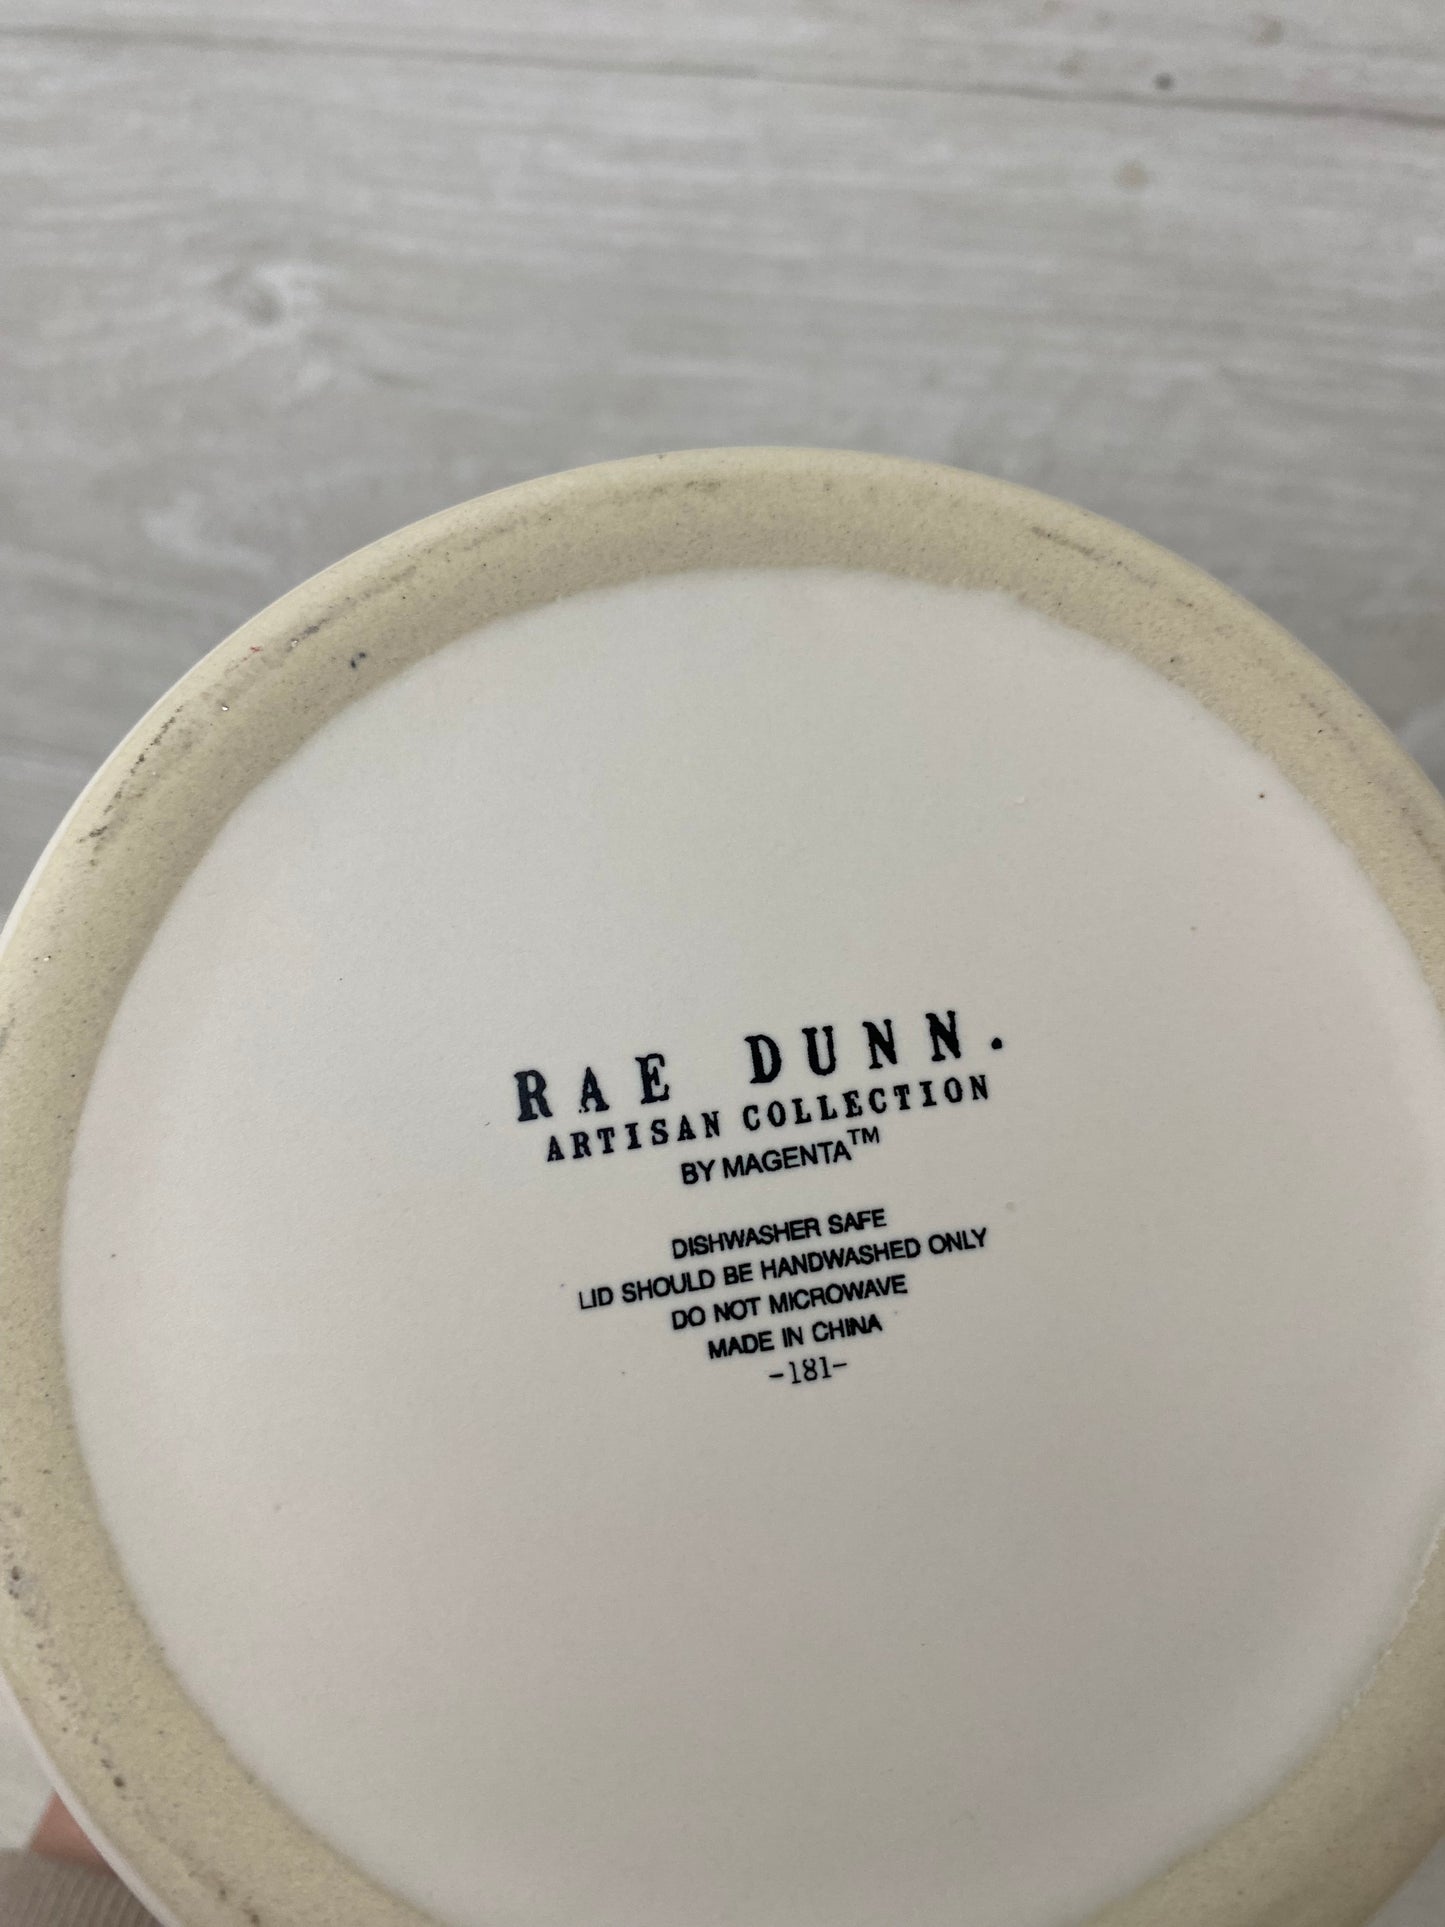 RAE DUNN.
ARTISAN COLLECTION
BY MAGENTA™
DISHWASHER SAFE
LID SHOULD BE HANDWASHED ONLY
DO NOT MICROWAVE
MADE IN CHINA
-181-